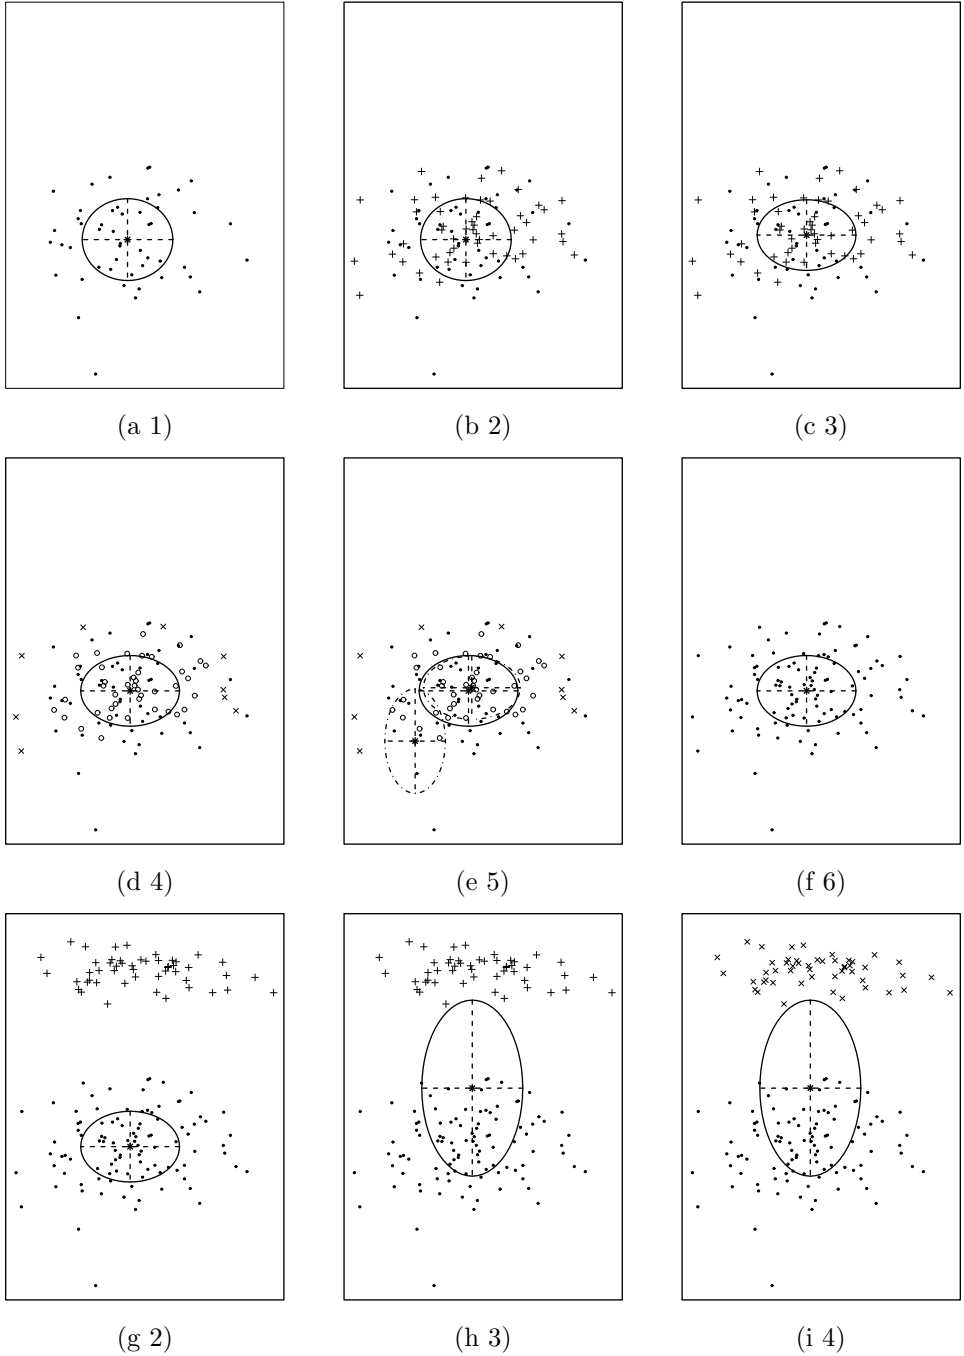 (a 1)
(b 2)
(c 3)
(d 4)
(e 5)
(f 6)
(g 2)
(h 3)
(i 4)